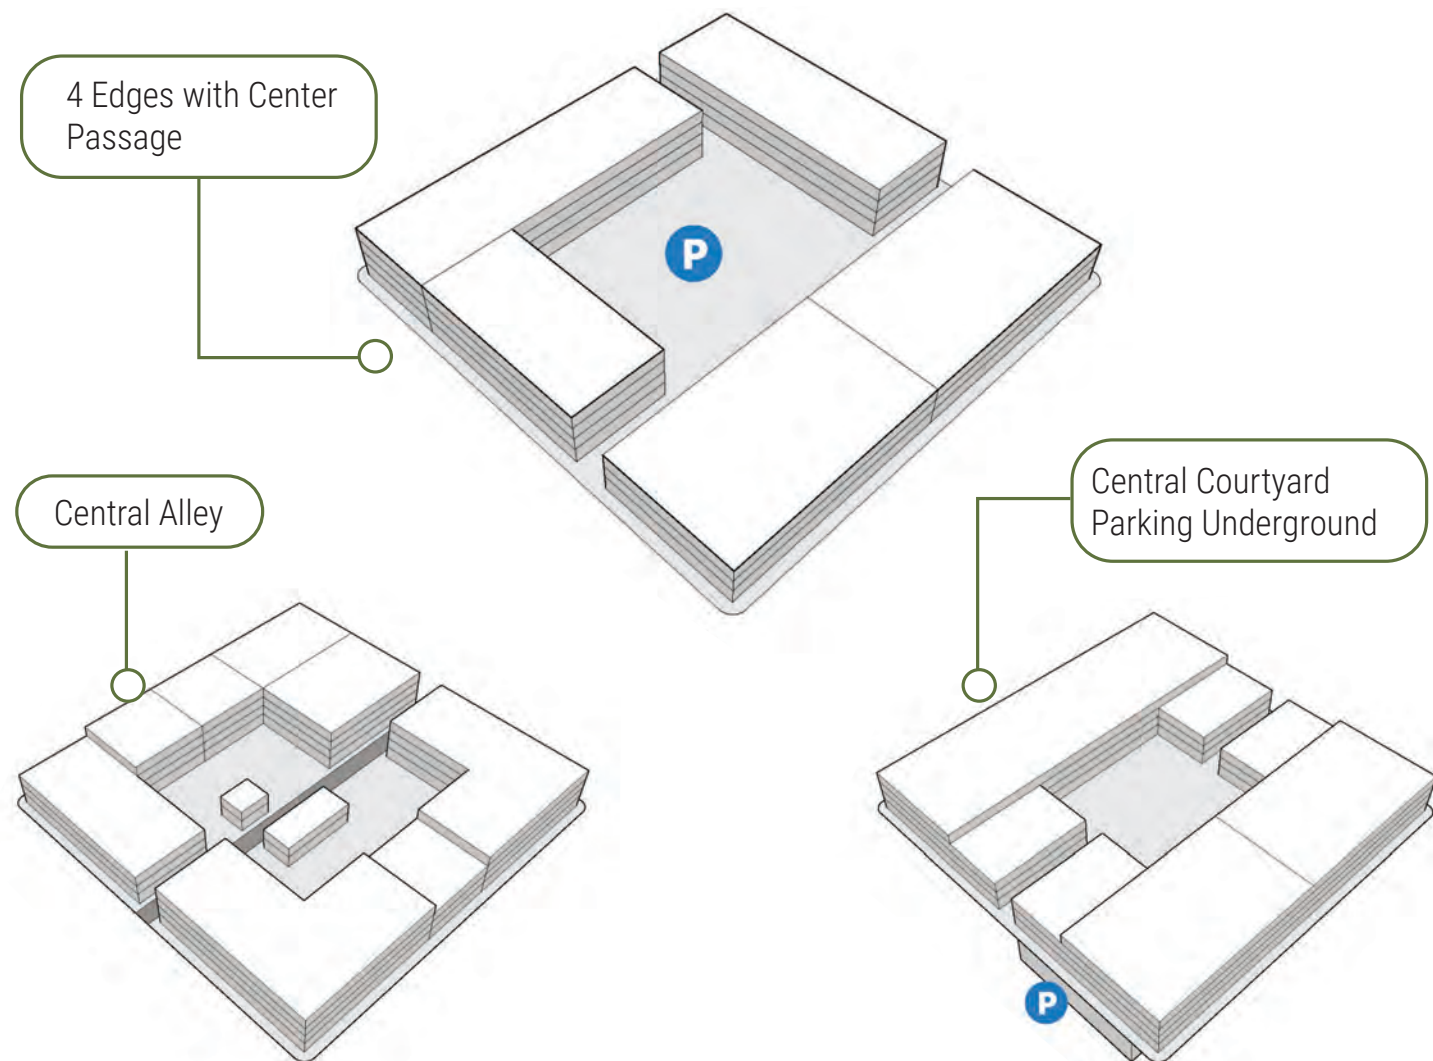 4 Edges with Center
Passage
P
Central Alley
Central Courtyard
Parking Underground
P